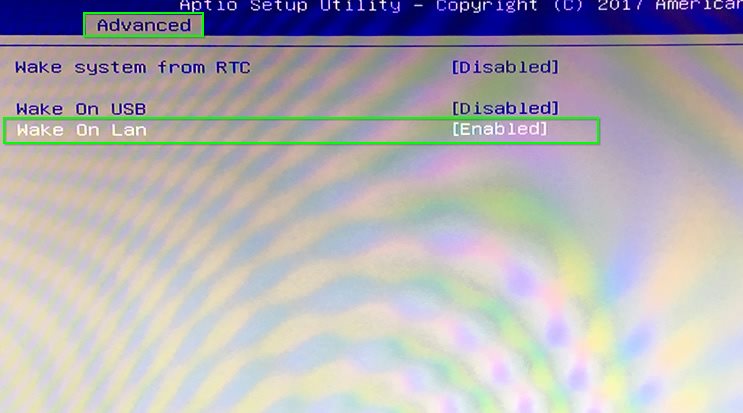 Aptio Setup Utility – Copyright (C) 2017 American
Advanced
Wake system from RTC [Disabled]
Wake On USB [Disabled]
Wake On Lan [Enabled]